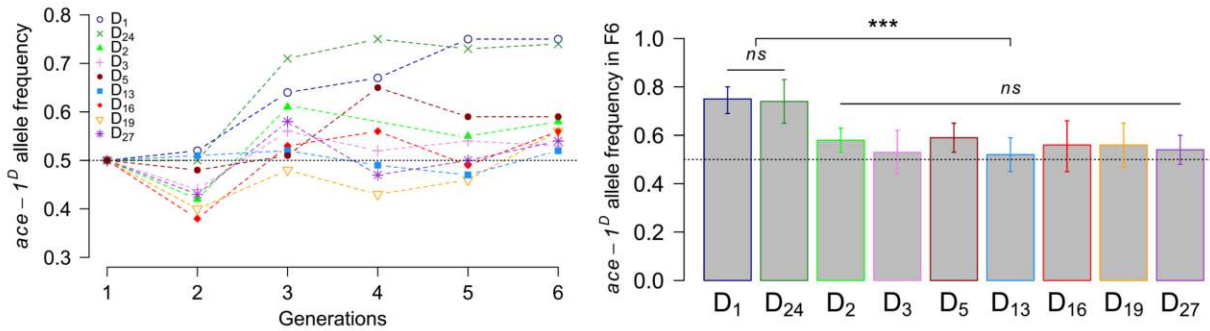 ace – 1ᴰ allele frequency
0.8
0.7
0.6
0.5
0.4
0.3
D₁
D₂₄
D₂
D₃
D₅
D₁₃
D₁₆
D₁₉
D₂₇
1 2 3 4 5 6
Generations
ace – 1ᴰ allele frequency in F6
1.0
0.8
0.6
0.4
0.2
0.0
***
ns
ns
D₁ D₂₄ D₂ D₃ D₅ D₁₃ D₁₆ D₁₉ D₂₇